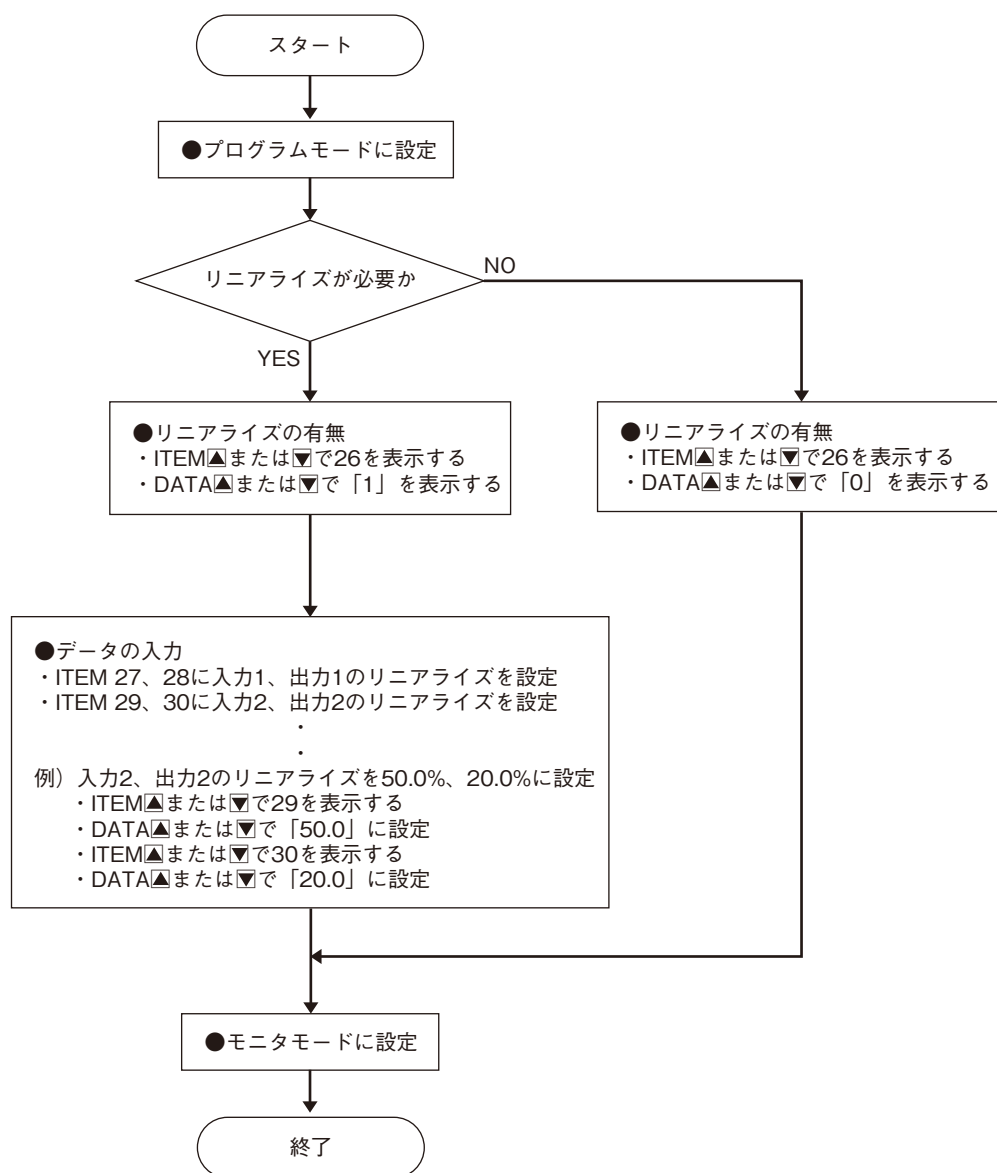 スタート
●プログラムモードに設定
リニアライズが必要か
NO
YES
●リニアライズの有無
・ITEM▲または▼で26を表示する
・DATA▲または▼で「1」を表示する
●リニアライズの有無
・ITEM▲または▼で26を表示する
・DATA▲または▼で「0」を表示する
●データの入力
・ITEM 27、28に入力1、出力1のリニアライズを設定
・ITEM 29、30に入力2、出力2のリニアライズを設定
・
・
例）入力2、出力2のリニアライズを50.0%、20.0%に設定
・ITEM▲または▼で29を表示する
・DATA▲または▼で「50.0」に設定
・ITEM▲または▼で30を表示する
・DATA▲または▼で「20.0」に設定
●モニタモードに設定
終了